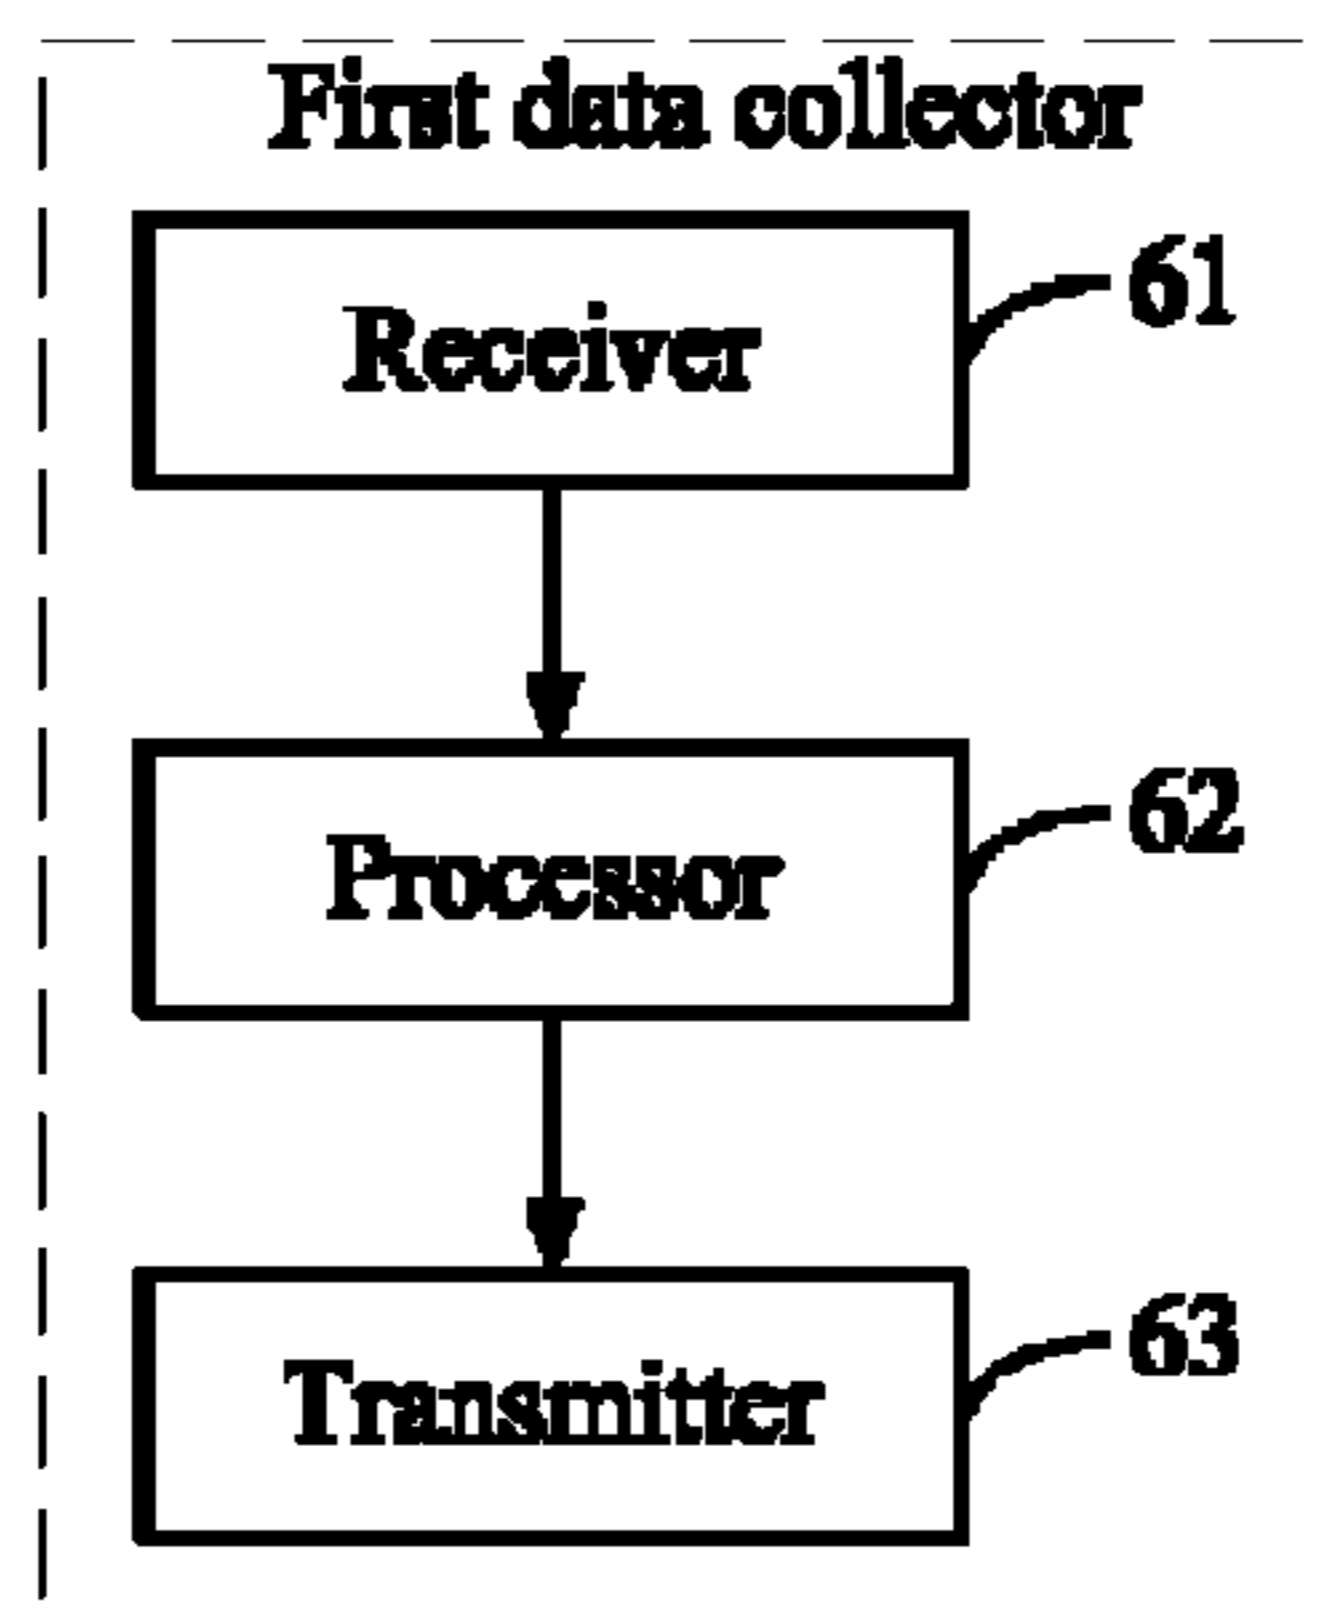 First data collector
Receiver
61
Processor
62
Transmitter
63